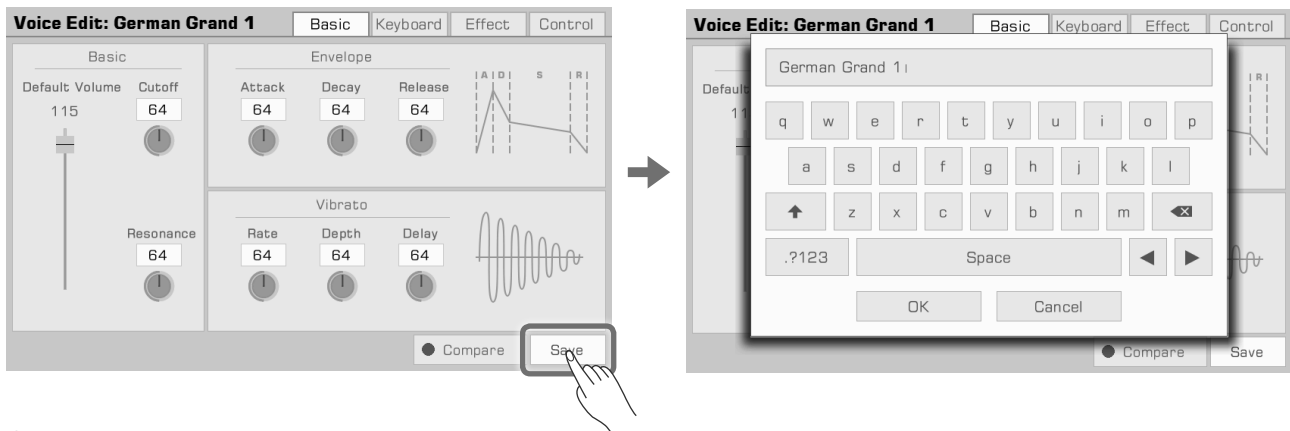 Voice Edit: German Grand 1 Basic Keyboard Effect Control
Basic
Default Volume Cutoff
115 64
Resonance
64
Envelope
Attack Decay Release
64 64 64
A D S R
Vibrato
Rate Depth Delay
64 64 64
Compare Save
Voice Edit: German Grand 1 Basic Keyboard Effect Control
Default
11
R
German Grand 1
q w e r t y u i o p
a s d f g h j k l
z x c v b n m
.?123 Space
OK Cancel
Compare Save